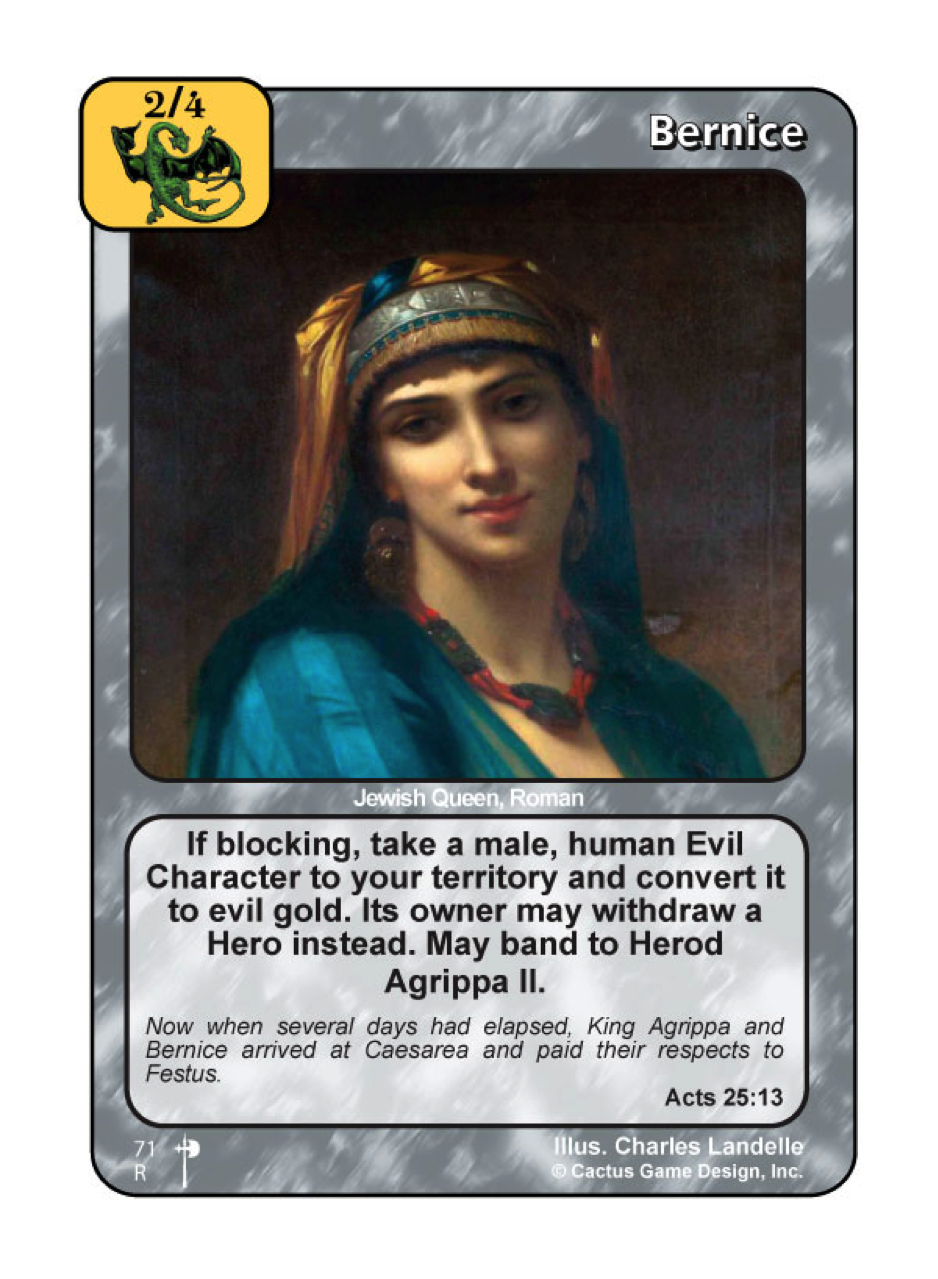 2/4
Bernice
Jewish Queen, Roman
If blocking, take a male, human Evil
Character to your territory and convert it
to evil gold. Its owner may withdraw a
Hero instead. May band to Herod
Agrippa II.
Now when several days had elapsed, King Agrippa and
Bernice arrived at Caesarea and paid their respects to
Festus.
Acts 25:13
71
R
Illus. Charles Landelle
© Cactus Game Design, Inc.